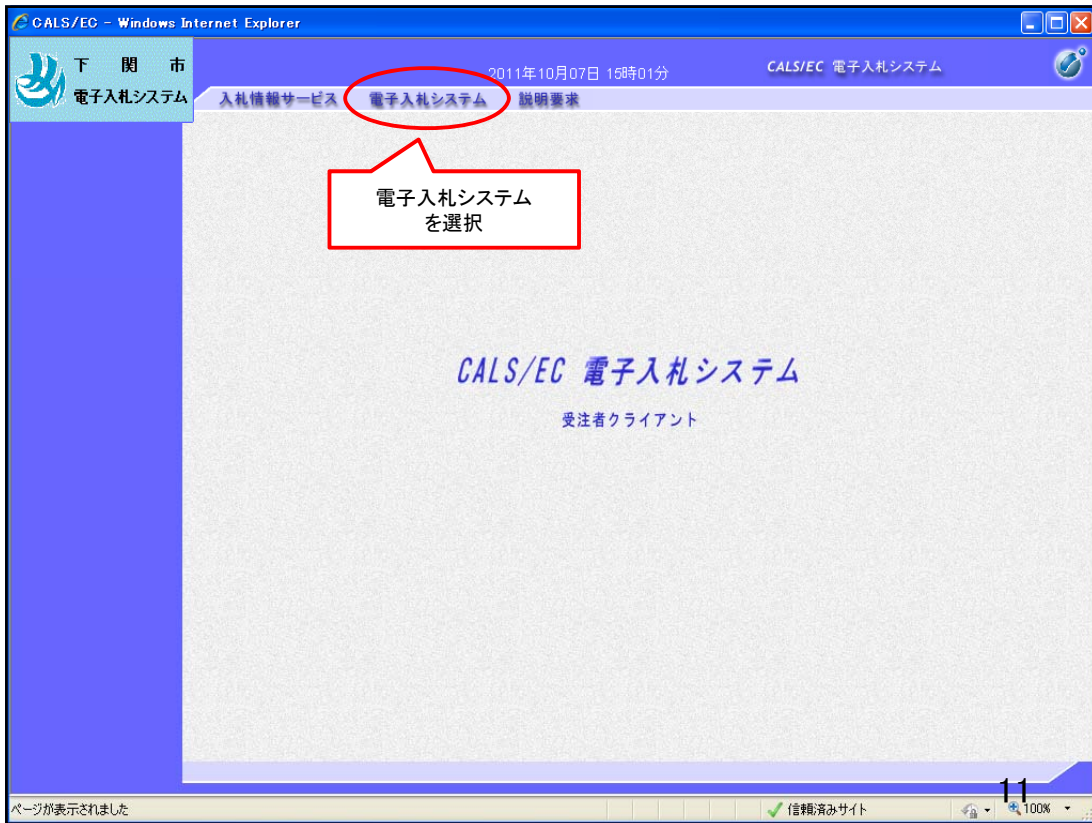 CALS/EC - Windows Internet Explorer
下 関 市
電子入札システム
2011年10月07日 15時01分
CALS/EC 電子入札システム
入札情報サービス 電子入札システム 説明要求
電子入札システム
を選択
CALS/EC 電子入札システム
受注者クライアント
11
ページが表示されました
信頼済みサイト
100%